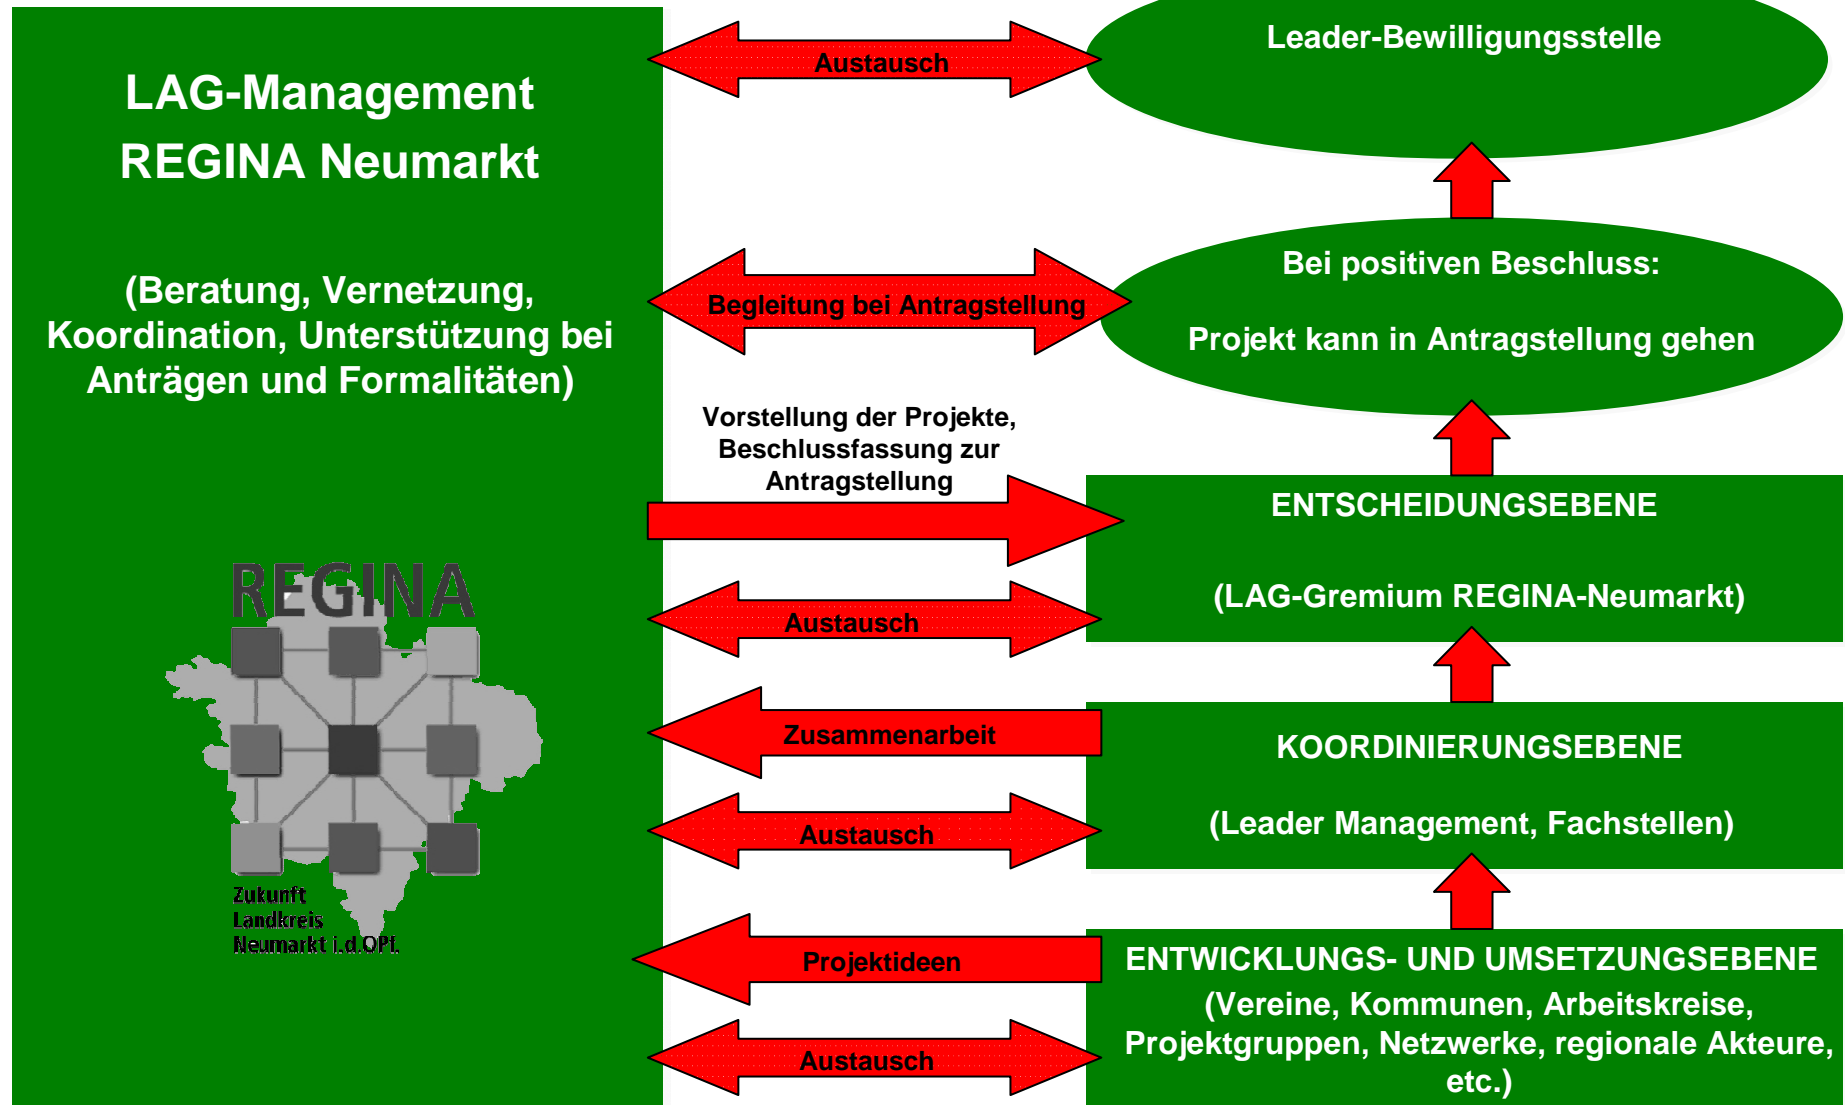 LAG-Management
REGINA Neumarkt
(Beratung, Vernetzung,
Koordination, Unterstützung bei
Anträgen und Formalitäten)
REGINA
Zukunft
Landkreis
Neumarkt i.d.OPf.
Austausch
Leader-Bewilligungsstelle
Begleitung bei Antragstellung
Bei positiven Beschluss:
Projekt kann in Antragstellung gehen
Vorstellung der Projekte,
Beschlussfassung zur
Antragstellung
ENTSCHEIDUNGSEBENE
(LAG-Gremium REGINA-Neumarkt)
Austausch
Zusammenarbeit
KOORDINIERUNGSEBENE
(Leader Management, Fachstellen)
Austausch
Projektideen
ENTWICKLUNGS- UND UMSETZUNGSEBENE
(Vereine, Kommunen, Arbeitskreise,
Projektgruppen, Netzwerke, regionale Akteure,
etc.)
Austausch